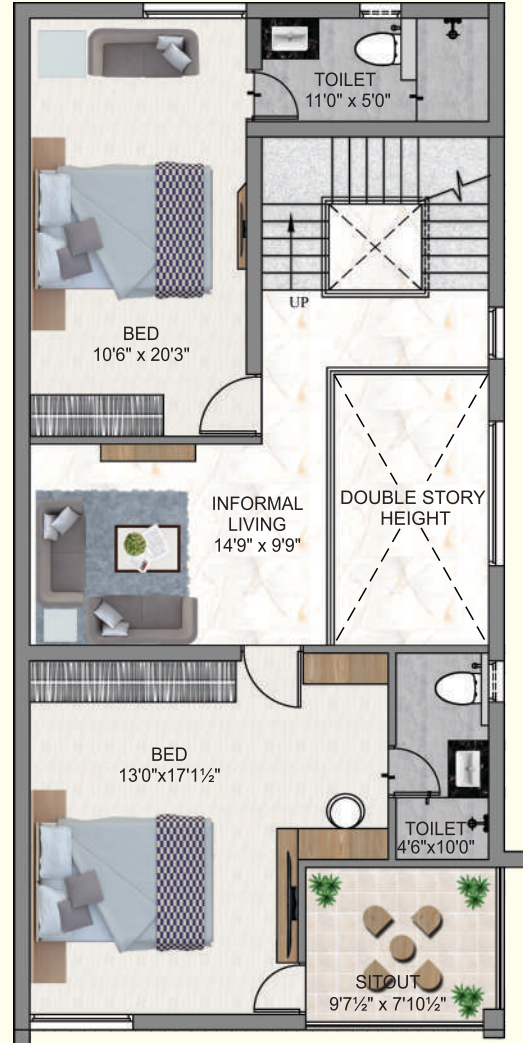 TOILET
11'0" x 5'0"
UP
BED
10'6" x 20'3"
INFORMAL
LIVING
14'9" x 9'9"
DOUBLE STORY
HEIGHT
BED
13'0"x17'1½"
TOILET
4'6"x10'0"
SITOUT
9'7½" x 7'10½"